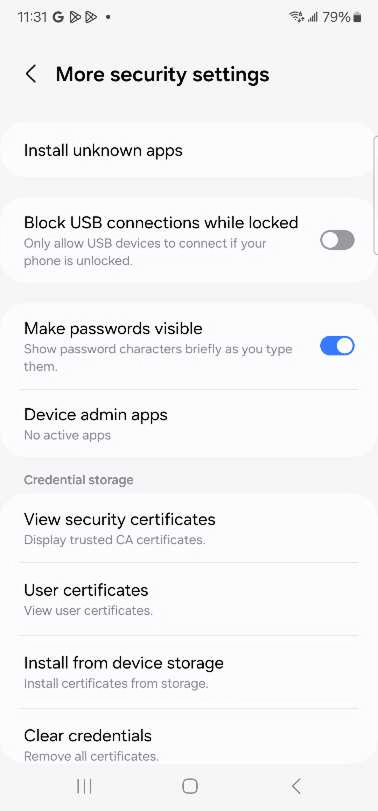 11:31 G 79%
More security settings
Install unknown apps
Block USB connections while locked
Only allow USB devices to connect if your
phone is unlocked.
Make passwords visible
Show password characters briefly as you type
them.
Device admin apps
No active apps
Credential storage
View security certificates
Display trusted CA certificates.
User certificates
View user certificates.
Install from device storage
Install certificates from storage.
Clear credentials
Remove all certificates.